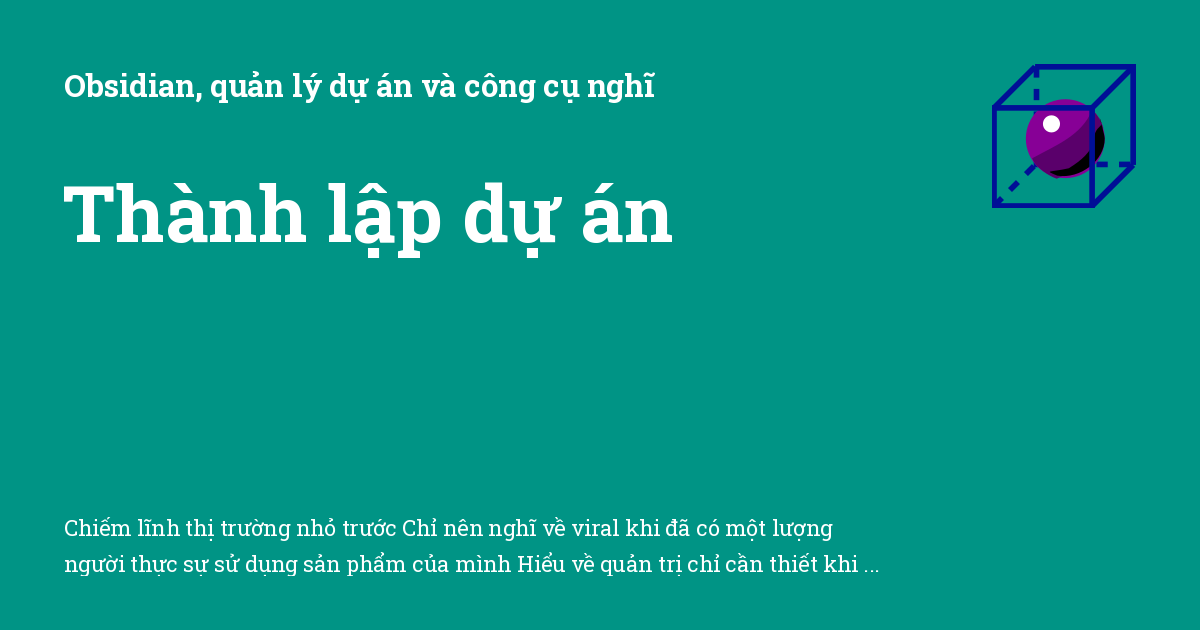 Obsidian, quản lý dự án và công cụ nghĩ
Thành lập dự án
Chiếm lĩnh thị trường nhỏ trước Chỉ nên nghĩ về viral khi đã có một lượng
người thực sự sử dụng sản phẩm của mình Hiểu về quản trị chỉ cần thiết khi ...